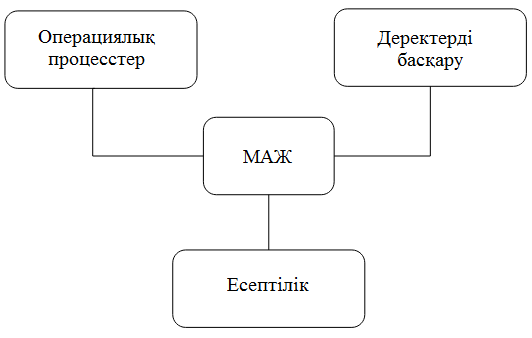 Операциялық
процесстер
Деректерді
басқару
МАЖ
Есептілік